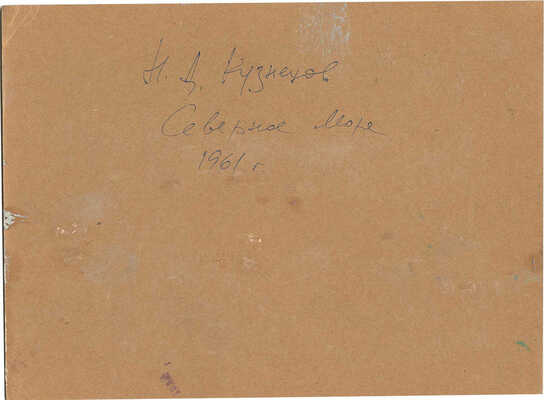 Н. Д. Кузнецов
Северное море
1961 г